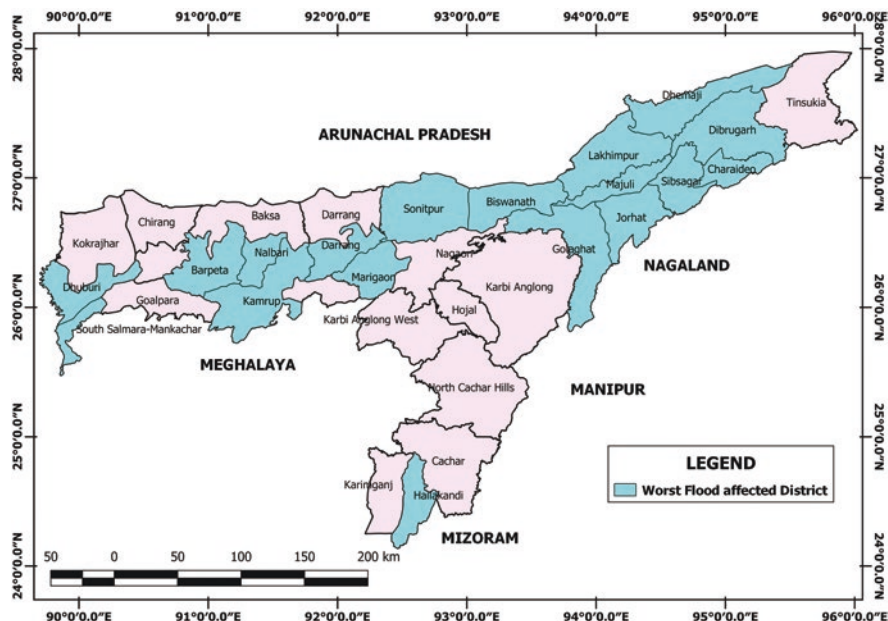 90°0'0.0"E 91°0'0.0"E 92°0'0.0"E 93°0'0.0"E 94°0'0.0"E 95°0'0.0"E 96°0'0.0"E
28°0'0.0"N
28°0'0.0"N
Dhemaji
Tinsukia
ARUNACHAL PRADESH
Dibrugarh
Lakhimpur
27°0'0.0"N
27°0'0.0"N
Majuli
Sibsagar
Charaideo
Sonitpur
Biswanath
Baksa
Darrang
Chirang
Jorhat
Kokrajhar
Nalbari
Darrang
Nagaon
Golaghat
Barpeta
Marigaon
NAGALAND
Dhuburi
Karbi Anglong
Goalpara
Kamrup
Hojal
26°0'0.0"N
26°0'0.0"N
South Salmara-Mankachar
Karbi Anglong West
MEGHALAYA
North Cachar Hills
MANIPUR
25°0'0.0"N
25°0'0.0"N
Cachar
LEGEND
Karimganj
Hailakandi
Worst Flood affected District
MIZORAM
50 0 50 100 150 200 km
24°0'0.0"N
24°0'0.0"N
90°0'0.0"E 91°0'0.0"E 92°0'0.0"E 93°0'0.0"E 94°0'0.0"E 95°0'0.0"E 96°0'0.0"E